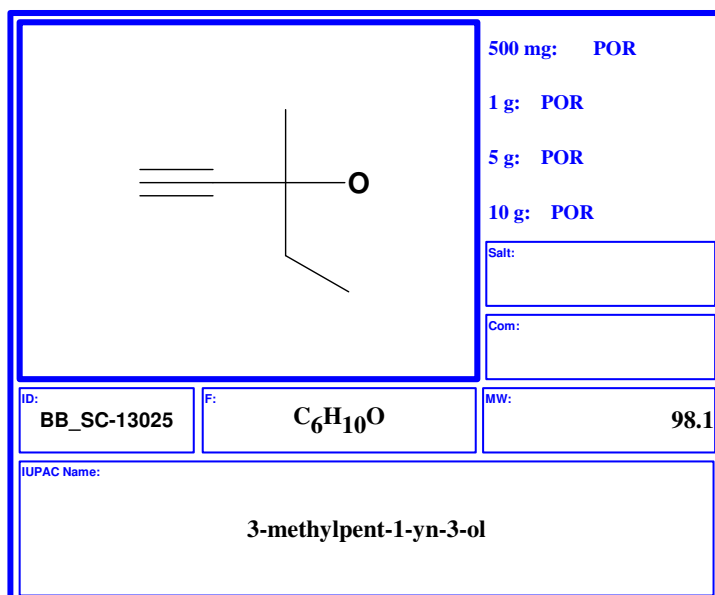 O
500 mg: POR
1 g: POR
5 g: POR
10 g: POR
Salt:
Com:
ID:
BB_SC-13025
F:
C6H10O
MW:
98.1
IUPAC Name:
3-methylpent-1-yn-3-ol